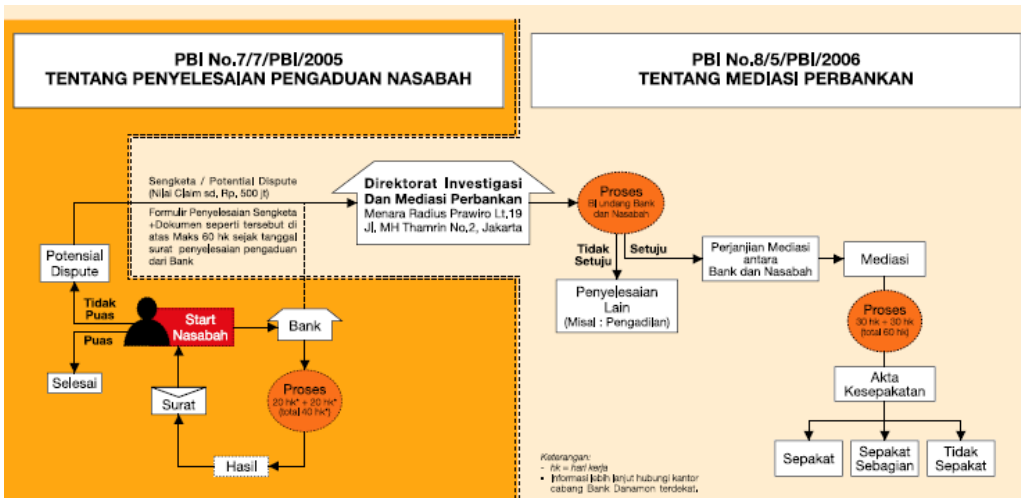 PBI No.7/7/PBI/2005
TENTANG PENYELESAIAN PENGADUAN NASABAH
PBI No.8/5/PBI/2006
TENTANG MEDIASI PERBANKAN
Sengketa / Potential Dispute
(Nilai Claim sd, Rp, 500 jt)
Formulir Penyelesaian Sengketa
+Dokumen seperti tersebut di
atas Maks 60 hk sejak tanggal
surat penyelesaian pengaduan
dari Bank
Direktorat Investigasi
Dan Mediasi Perbankan
Menara Radius Prawiro Lt,19
Jl, MH Thamrin No,2, Jakarta
Proses
BI undang Bank
dan Nasabah
Tidak
Setuju
Setuju
Perjanjian Mediasi
antara
Bank dan Nasabah
Mediasi
Penyelesaian
Lain
(Misal : Pengadilan)
Proses
30 hk + 30 hk
(total 60 hk)
Akta
Kesepakatan
Sepakat
Sepakat
Sebagian
Tidak
Sepakat
Potensial
Dispute
Tidak
Puas
Puas
Start
Nasabah
Bank
Selesai
Surat
Proses
20 hk* + 20 hk*
(total 40 hk*)
Hasil
Keterangan:
- hk = hari kerja
• Informasi lebih lanjut hubungi kantor
cabang Bank Danamon terdekat.